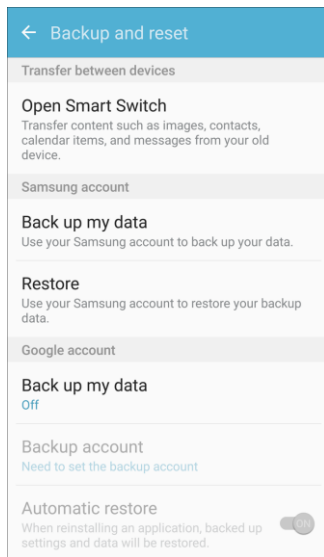 Backup and reset
Transfer between devices
Open Smart Switch
Transfer content such as images, contacts,
calendar items, and messages from your old
device.
Samsung account
Back up my data
Use your Samsung account to back up your data.
Restore
Use your Samsung account to restore your backup
data.
Google account
Back up my data
Off
Backup account
Need to set the backup account
Automatic restore
When reinstalling an application, backed up
settings and data will be restored.
ON